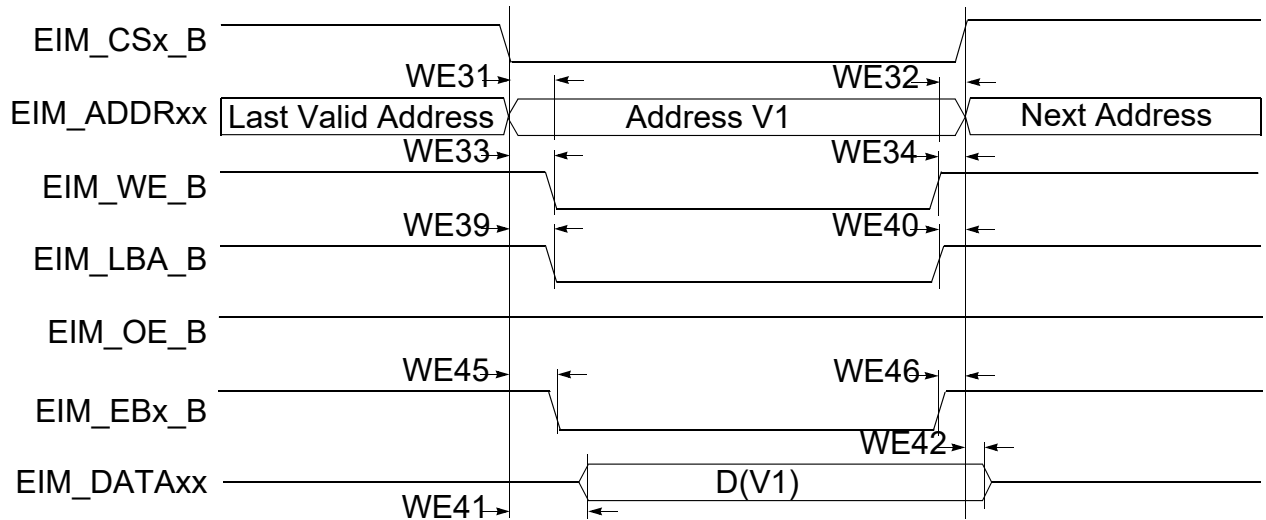 EIM_CSx_B
WE31 WE32
EIM_ADDRxx Last Valid Address Address V1 Next Address
WE33 WE34
EIM_WE_B
WE39 WE40
EIM_LBA_B
EIM_OE_B
WE45 WE46
EIM_EBx_B
WE42
EIM_DATAxx D(V1)
WE41